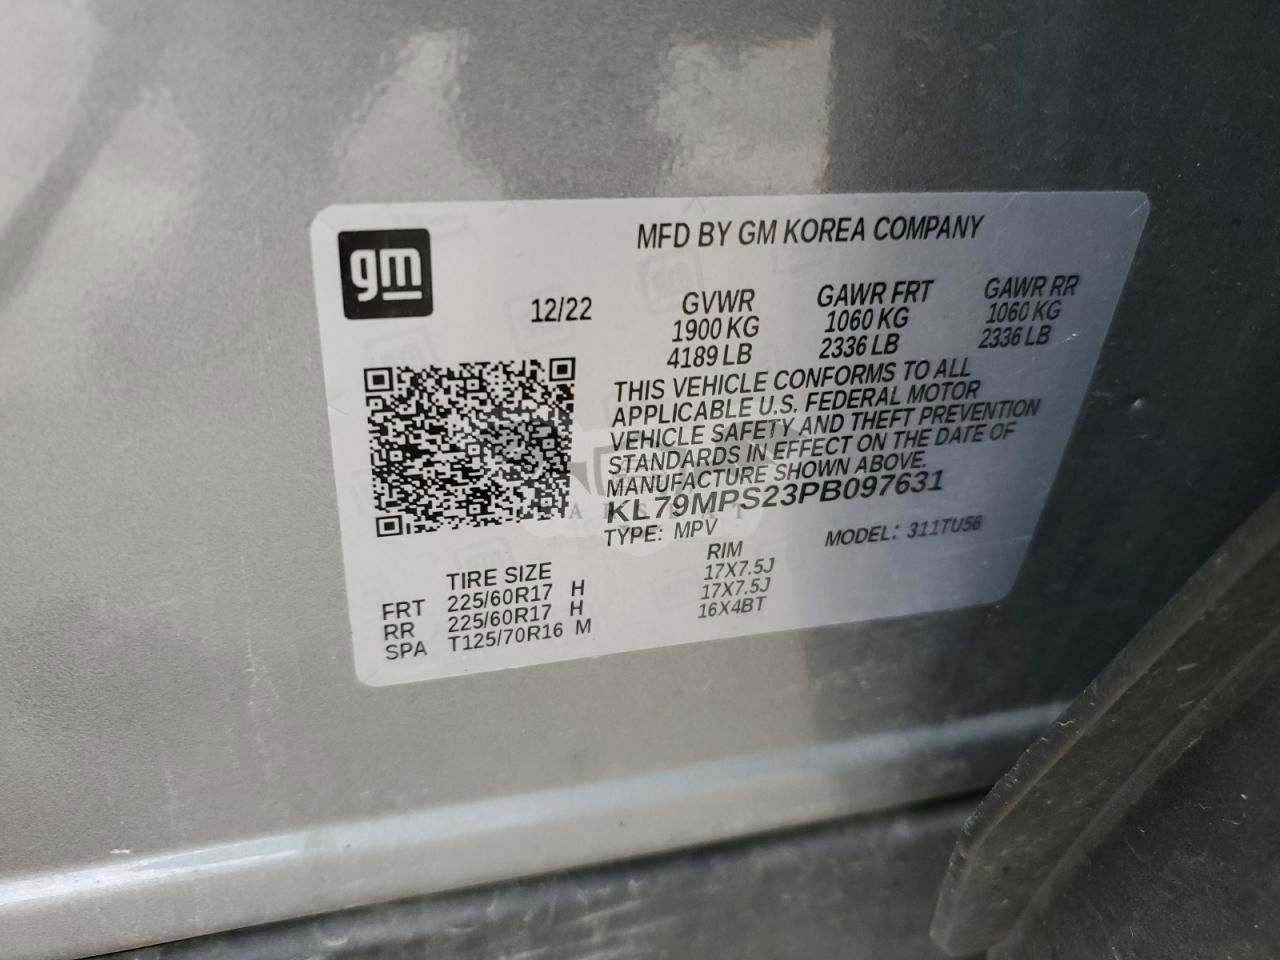 gm
MFD BY GM KOREA COMPANY
12/22
GVWR GAWR FRT GAWR RR
1900 KG 1060 KG 1060 KG
4189 LB 2336 LB 2336 LB
THIS VEHICLE CONFORMS TO ALL
APPLICABLE U.S. FEDERAL MOTOR
VEHICLE SAFETY AND THEFT PREVENTION
STANDARDS IN EFFECT ON THE DATE OF
MANUFACTURE SHOWN ABOVE.
KL79MPS23PB097631
TYPE: MPV MODEL: 311TU56
TIRE SIZE RIM
FRT 225/60R17 H 17X7.5J
RR 225/60R17 H 17X7.5J
SPA T125/70R16 M 16X4BT